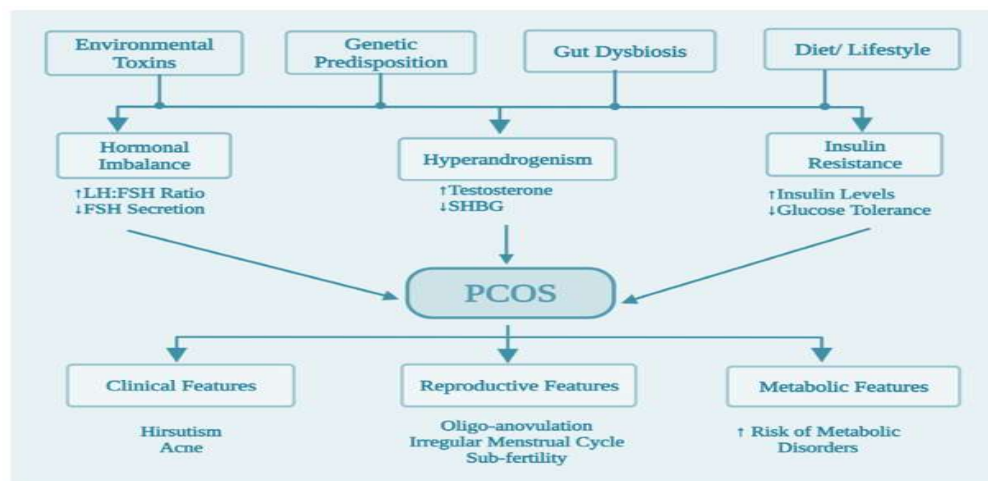 Environmental
Toxins
Genetic
Predisposition
Gut Dysbiosis
Diet/ Lifestyle
Hormonal
Imbalance
↑LH:FSH Ratio
↓FSH Secretion
Hyperandrogenism
↑Testosterone
↓SHBG
Insulin
Resistance
↑Insulin Levels
↓Glucose Tolerance
PCOS
Clinical Features
Hirsutism
Acne
Reproductive Features
Oligo-anovulation
Irregular Menstrual Cycle
Sub-fertility
Metabolic Features
↑ Risk of Metabolic
Disorders